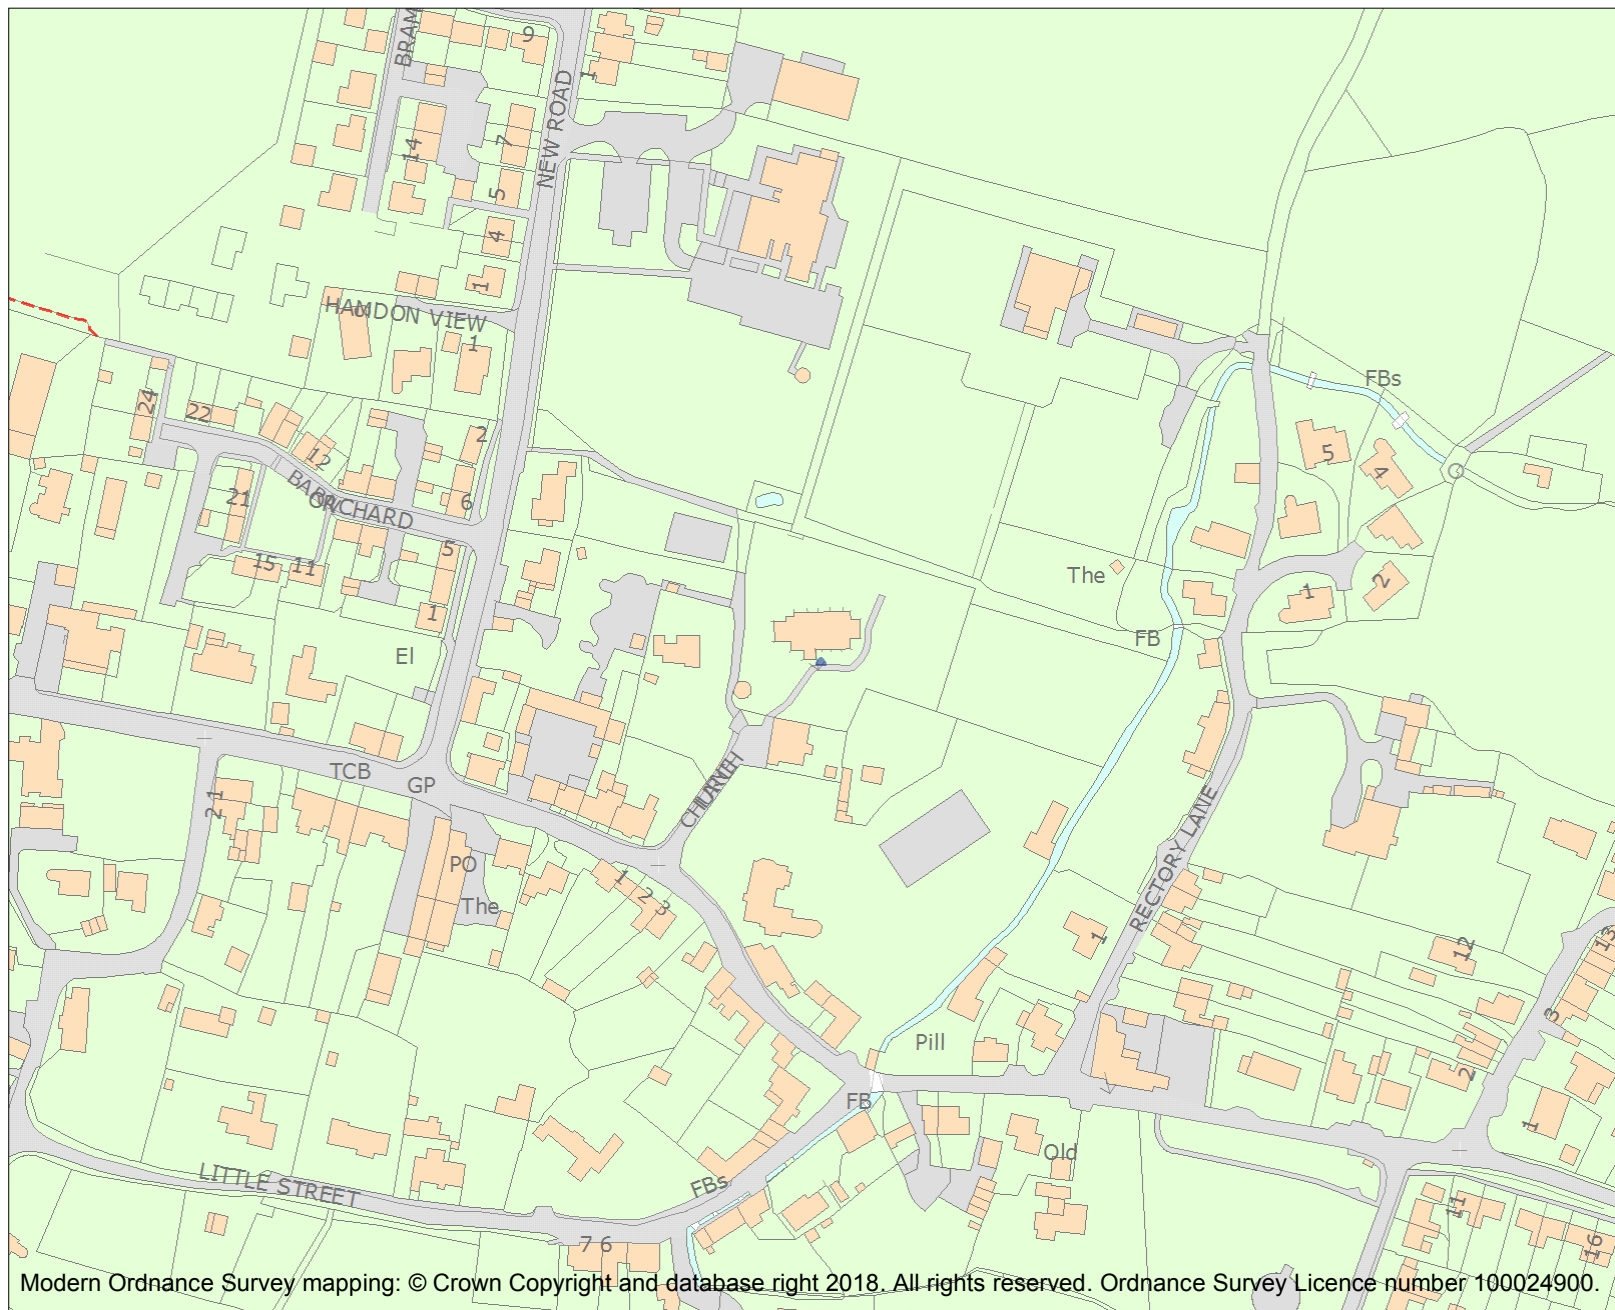 BRAM
9
1
NEW ROAD
14
7
5
4
1
HAMDON VIEW
1
FBs
24
22
2
12
5
4
BARN
ORCHARD
21
6
5
15
11
The
1
2
1
FB
El
TCB
GP
CHURCH
LANE
2 1
RECTORY LANE
PO
1 2 3
The
1
12
13
3
Pill
2
FB
1
Old
LITTLE STREET
FBs
11
7 6
16
Modern Ordnance Survey mapping: © Crown Copyright and database right 2018. All rights reserved. Ordnance Survey Licence number 100024900.